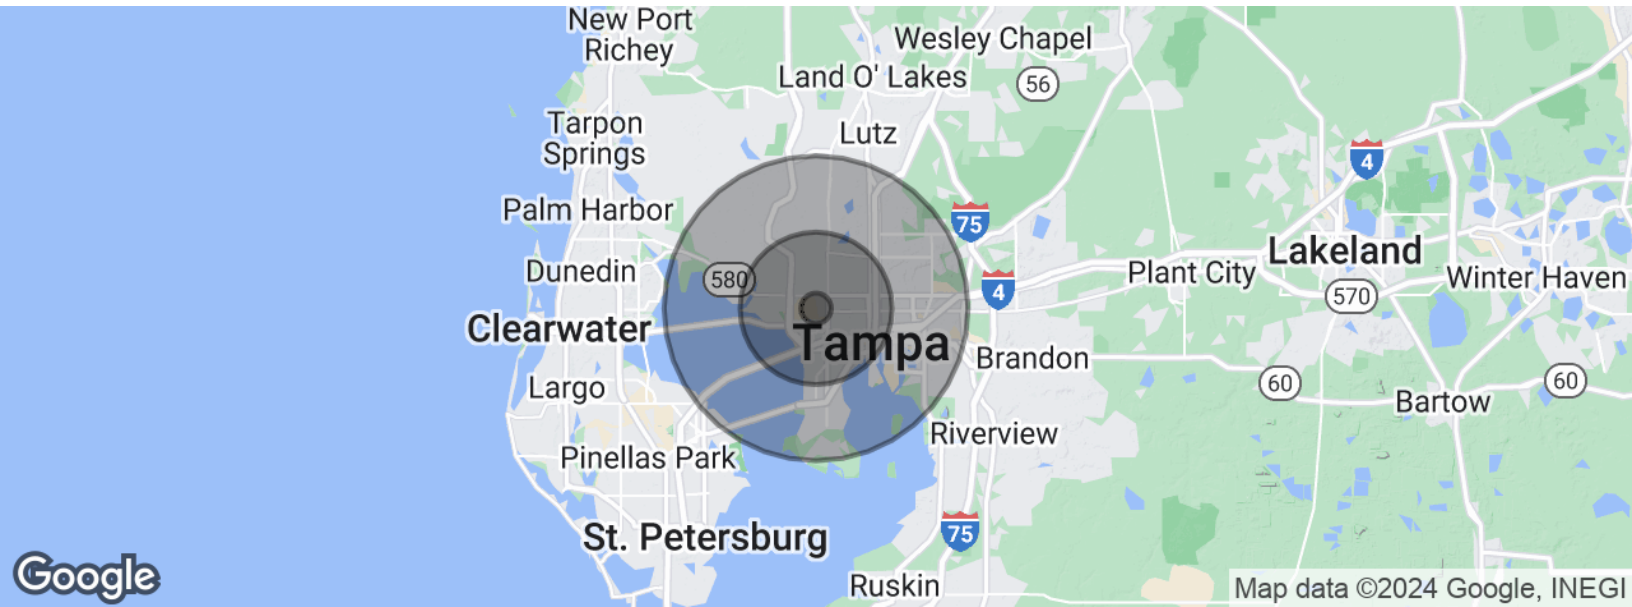 New Port
Richey
Wesley Chapel
Land O' Lakes
56
Tarpon
Springs
Lutz
4
Palm Harbor
75
Lakeland
Dunedin
580
Plant City
Winter Haven
4
570
Clearwater
Tampa
Brandon
Largo
60
60
Bartow
Riverview
Pinellas Park
St. Petersburg
75
Google
Ruskin
Map data ©2024 Google, INEGI